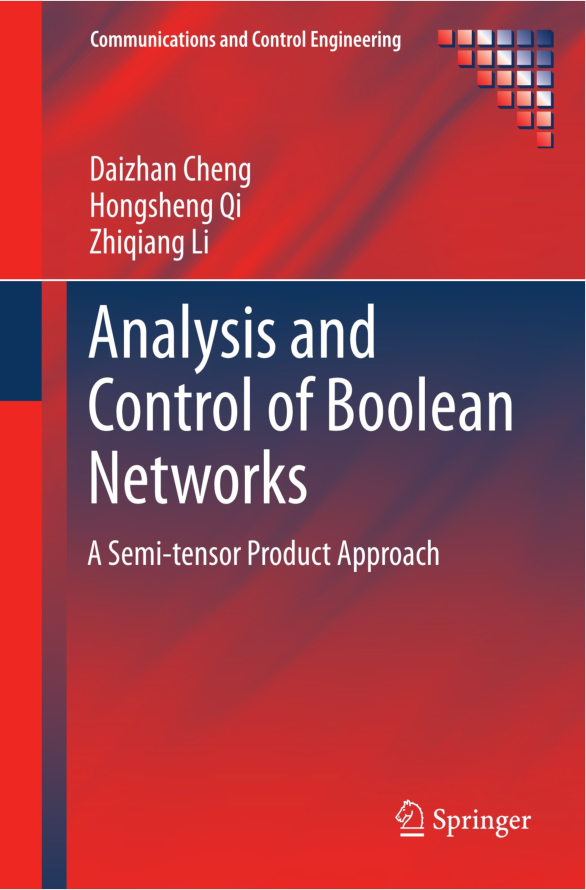 Communications and Control Engineering
Daizhan Cheng
Hongsheng Qi
Zhiqiang Li
Analysis and
Control of Boolean
Networks
A Semi-tensor Product Approach
Springer